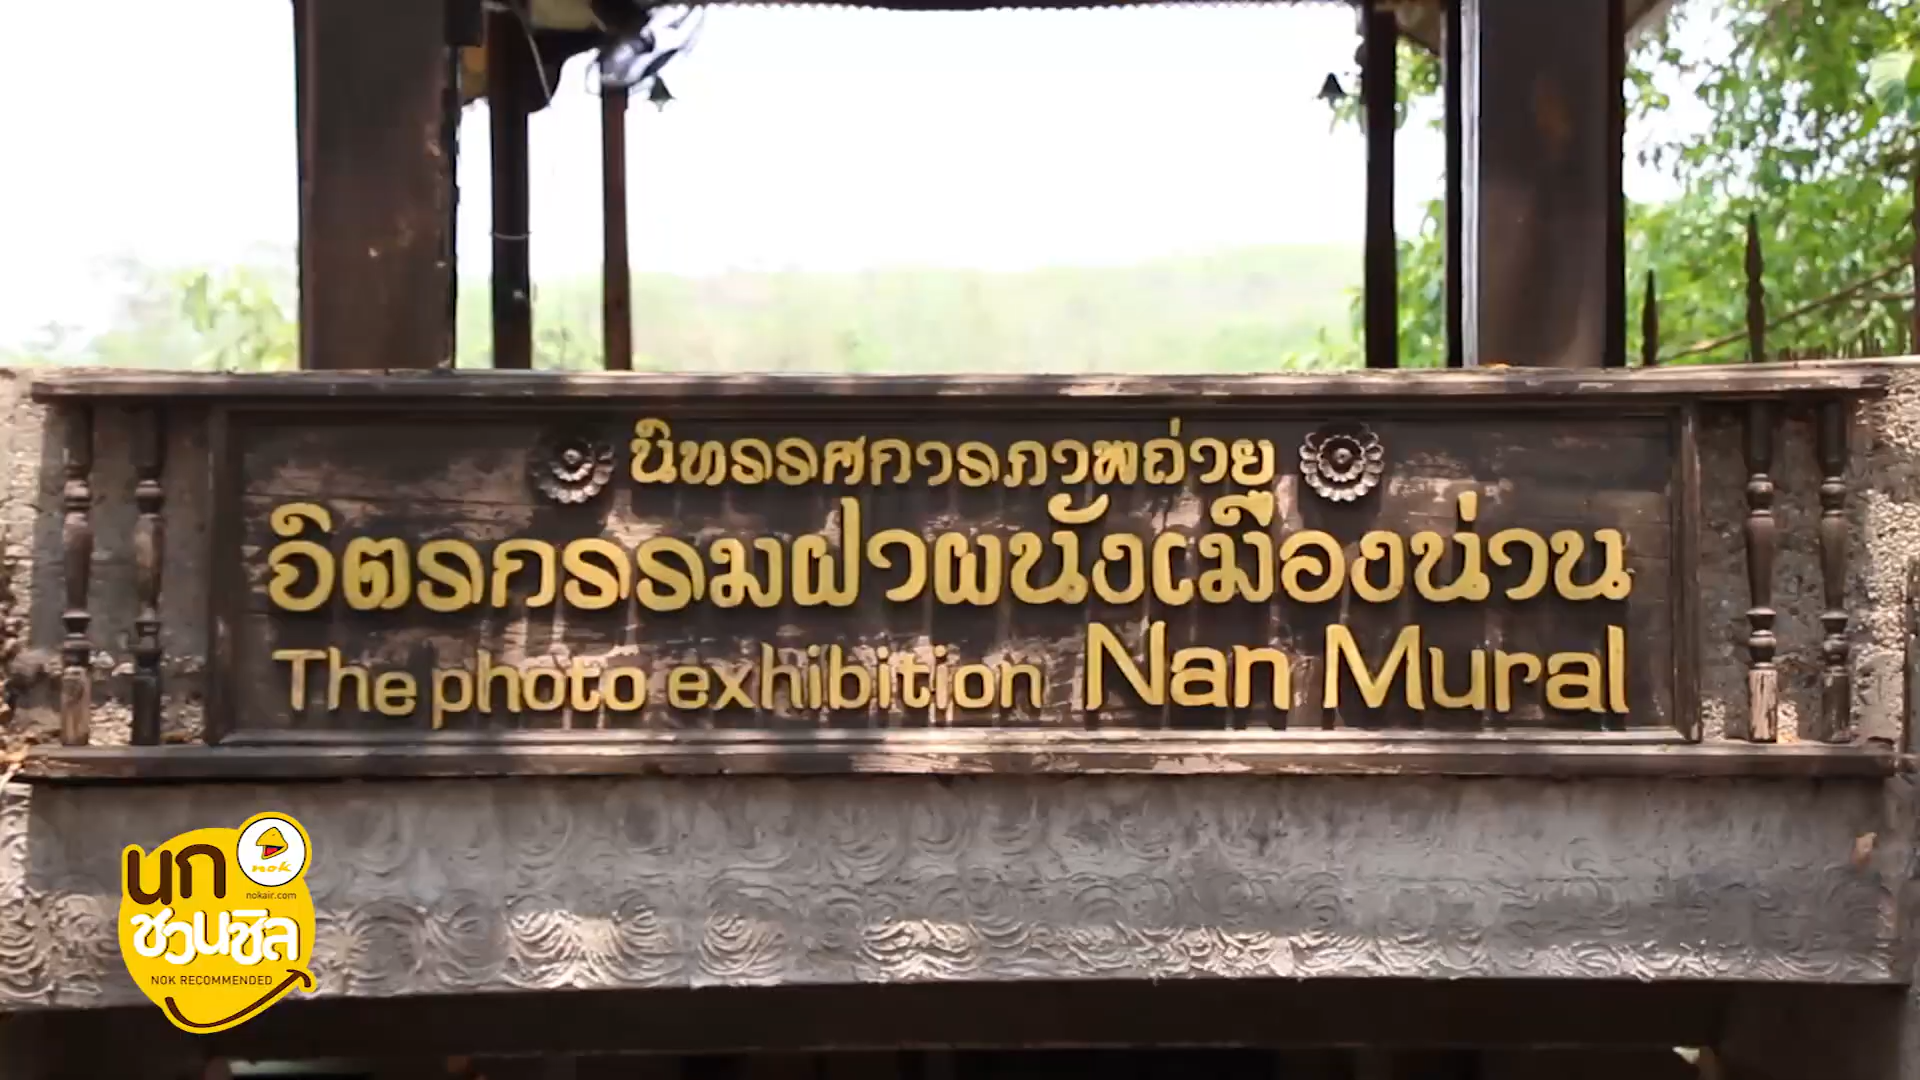 นิทรรศการภาพถ่าย
จิตรกรรมฝาผนังเมืองน่าน
The photo exhibition Nan Mural
nok
nokair.com
นก
ชวนชิล
NOK RECOMMENDED